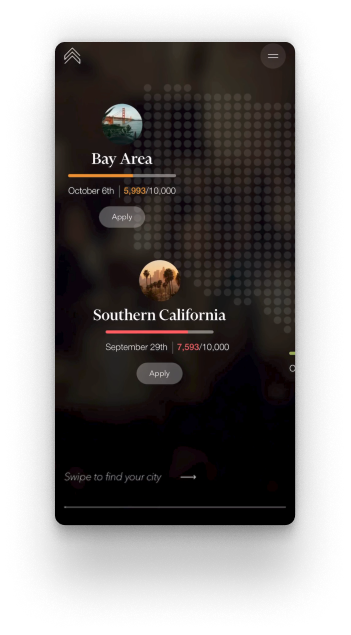 Bay Area
October 6th | 5,993/10,000
Apply
Southern California
September 29th | 7,593/10,000
Apply
Swipe to find your city